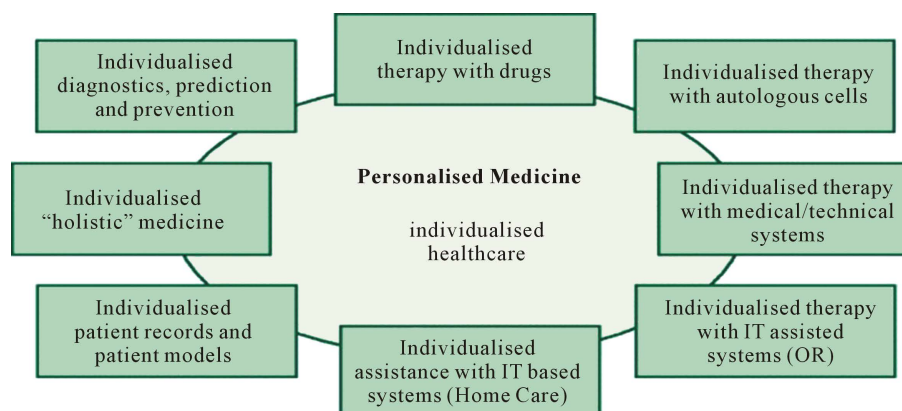 Individualised
therapy with drugs
Individualised
diagnostics, prediction
and prevention
Individualised therapy
with autologous cells
Personalised Medicine
individualised
healthcare
Individualised
“holistic” medicine
Individualised therapy
with medical/technical
systems
Individualised
patient records and
patient models
Individualised therapy
with IT assisted
systems (OR)
Individualised
assistance with IT based
systems (Home Care)